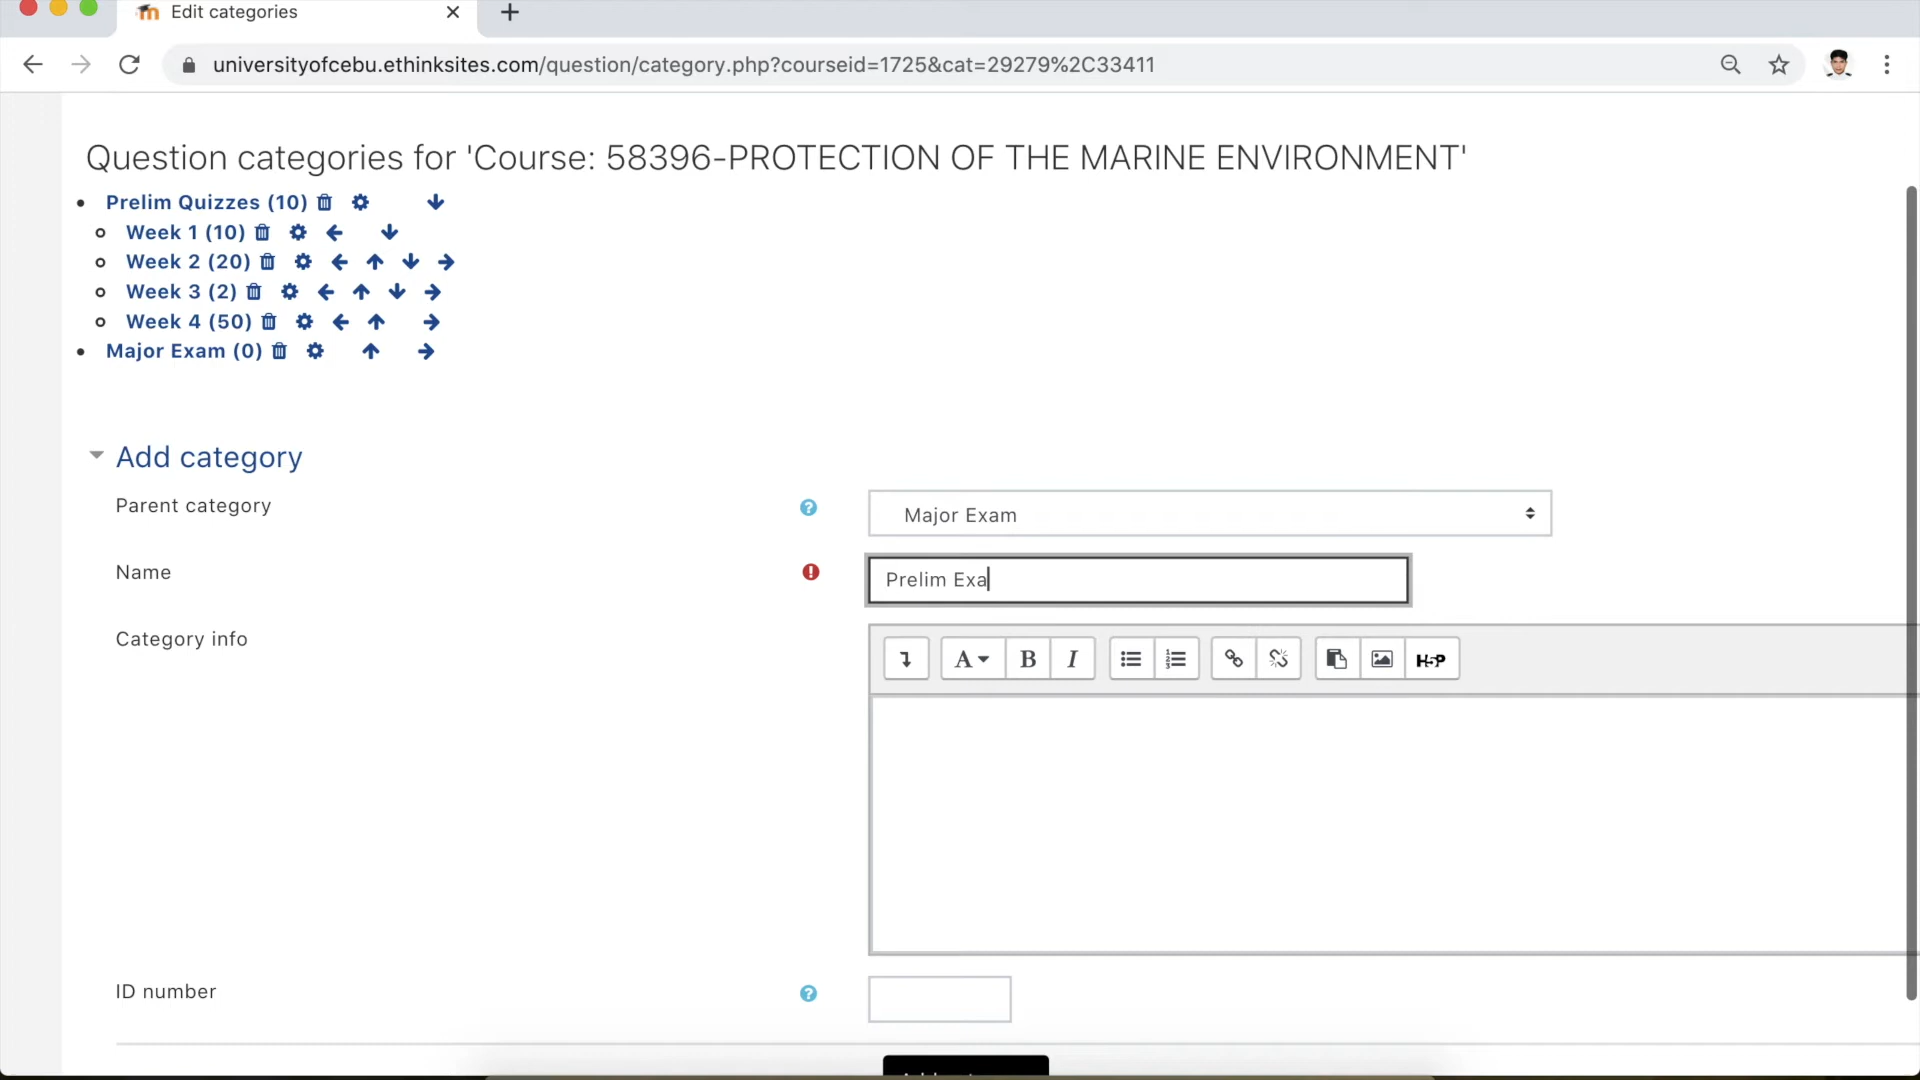 Edit categories
universityofcebu.ethinksites.com/question/category.php?courseid=1725&cat=29279%2C33411
Question categories for 'Course: 58396-PROTECTION OF THE MARINE ENVIRONMENT'
Prelim Quizzes (10)
Week 1 (10)
Week 2 (20)
Week 3 (2)
Week 4 (50)
Major Exam (0)
Add category
Parent category
Major Exam
Name
Prelim Exa
Category info
A B I
H5P
ID number